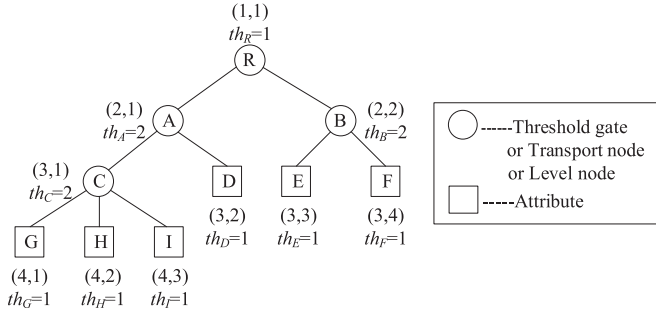 (1,1)
thR=1
R
(2,1)
thA=2
A
B
(2,2)
thB=2
(3,1)
thC=2
C
D
E
F
(3,2)
thD=1
(3,3)
thE=1
(3,4)
thF=1
G
H
I
(4,1)
thG=1
(4,2)
thH=1
(4,3)
thI=1
------Threshold gate
or Transport node
or Level node
-----Attribute